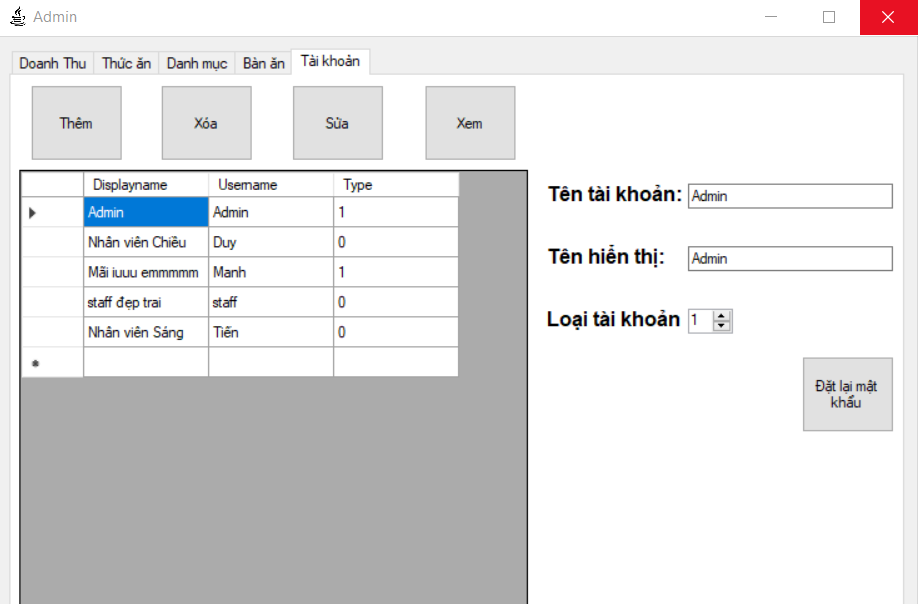 Admin
Doanh Thu Thức ăn Danh mục Bàn ăn Tài khoản
Thêm Xóa Sửa Xem
Displayname Username Type
Admin Admin 1
Nhân viên Chiều Duy 0
Mãi iuuu emmmmm Manh 1
staff đẹp trai staff 0
Nhân viên Sáng Tiến 0
Tên tài khoản: Admin
Tên hiển thị: Admin
Loại tài khoản 1
Đặt lại mật
khẩu